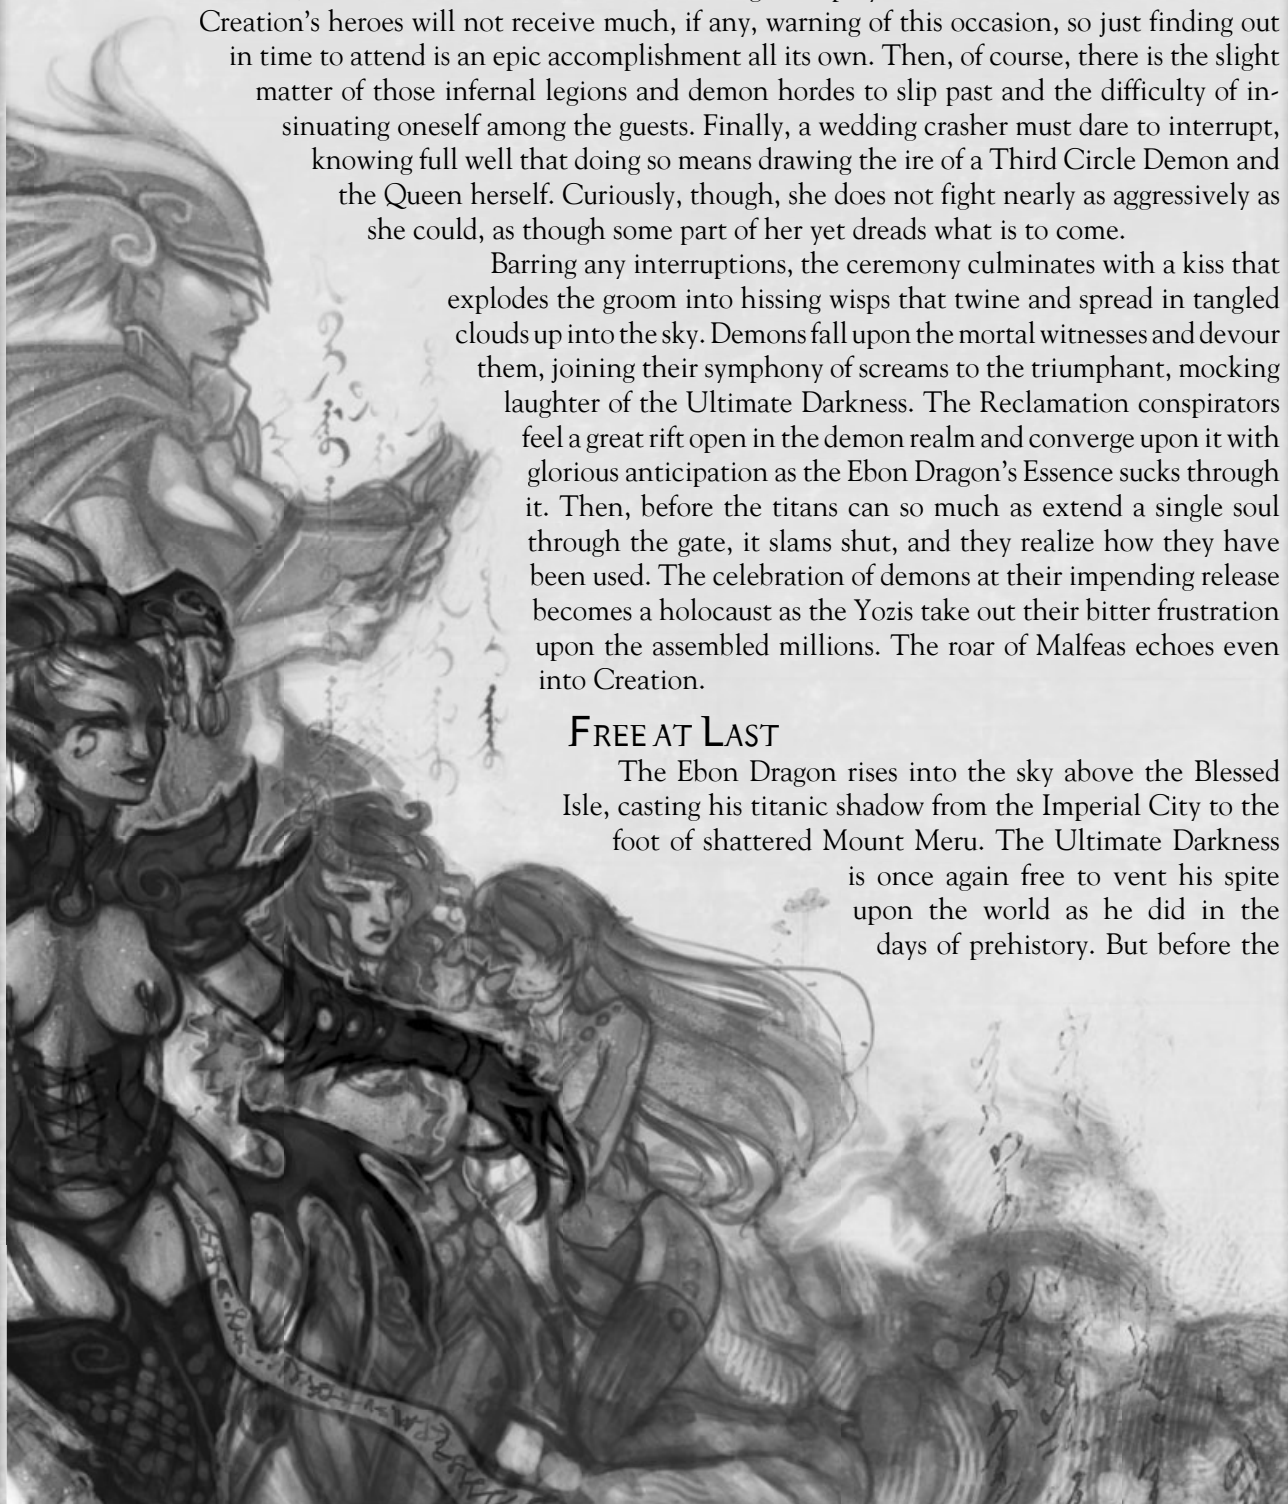 Creation's heroes will not receive much, if any, warning of this occasion, so just finding out
in time to attend is an epic accomplishment all its own. Then, of course, there is the slight
matter of those infernal legions and demon hordes to slip past and the difficulty of in-
sinuating oneself among the guests. Finally, a wedding crasher must dare to interrupt,
knowing full well that doing so means drawing the ire of a Third Circle Demon and
the Queen herself. Curiously, though, she does not fight nearly as aggressively as
she could, as though some part of her yet dreads what is to come.
Barring any interruptions, the ceremony culminates with a kiss that
explodes the groom into hissing wisps that twine and spread in tangled
clouds up into the sky. Demons fall upon the mortal witnesses and devour
them, joining their symphony of screams to the triumphant, mocking
laughter of the Ultimate Darkness. The Reclamation conspirators
feel a great rift open in the demon realm and converge upon it with
glorious anticipation as the Ebon Dragon's Essence sucks through
it. Then, before the titans can so much as extend a single soul
through the gate, it slams shut, and they realize how they have
been used. The celebration of demons at their impending release
becomes a holocaust as the Yozis take out their bitter frustration
upon the assembled millions. The roar of Malfeas echoes even
into Creation.
FREE AT LAST
The Ebon Dragon rises into the sky above the Blessed
Isle, casting his titanic shadow from the Imperial City to the
foot of shattered Mount Meru. The Ultimate Darkness
is once again free to vent his spite
upon the world as he did in the
days of prehistory. But before the